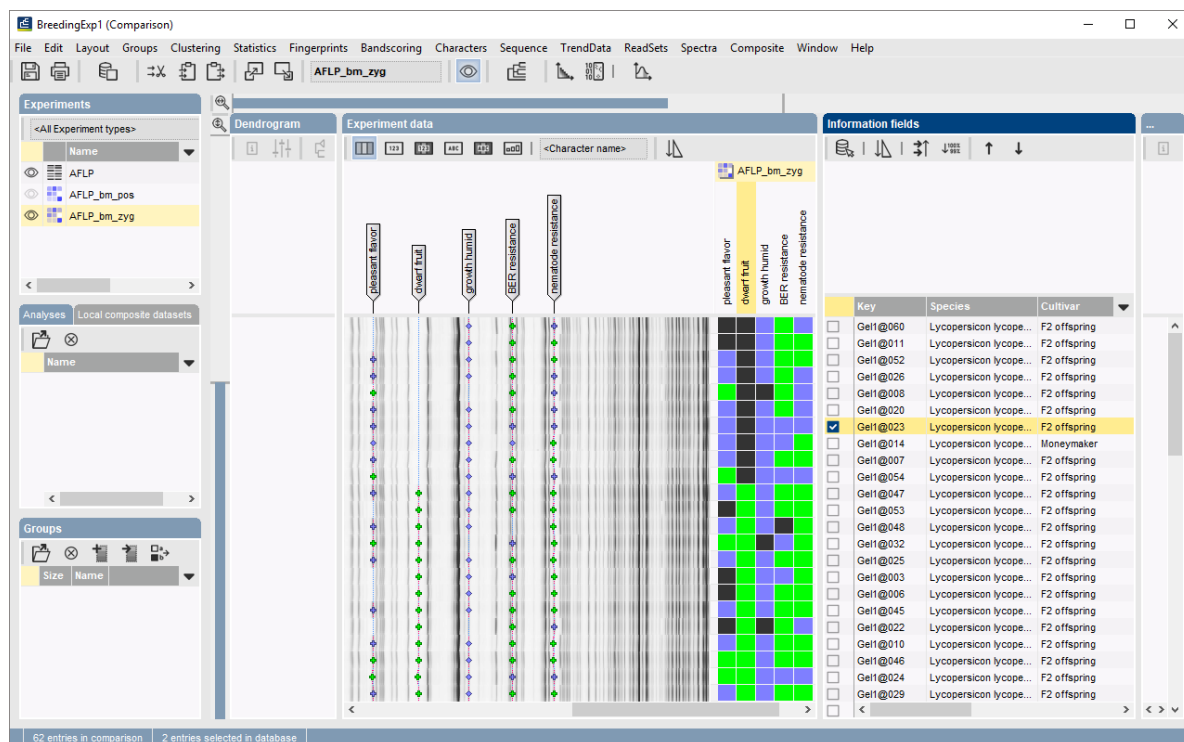 BreedingExp1 (Comparison)
File Edit Layout Groups Clustering Statistics Fingerprints Bandscoring Characters Sequence TrendData ReadSets Spectra Composite Window Help
AFLP_bm_zyg
Experiments
<All Experiment types>
Name
AFLP
AFLP_bm_pos
AFLP_bm_zyg
Analyses Local composite datasets
Name
Groups
Size Name
Dendrogram
Experiment data
<Character name>
AFLP_bm_zyg
pleasant flavor
dwarf fruit
growth humid
BER resistance
nematode resistance
pleasant flavor
dwarf fruit
growth humid
BER resistance
nematode resistance
Information fields
...
Key Species Cultivar
Gel1@060 Lycopersicon lycope... F2 offspring
Gel1@011 Lycopersicon lycope... F2 offspring
Gel1@052 Lycopersicon lycope... F2 offspring
Gel1@026 Lycopersicon lycope... F2 offspring
Gel1@008 Lycopersicon lycope... F2 offspring
Gel1@020 Lycopersicon lycope... F2 offspring
Gel1@023 Lycopersicon lycope... F2 offspring
Gel1@014 Lycopersicon lycope... Moneymaker
Gel1@007 Lycopersicon lycope... F2 offspring
Gel1@054 Lycopersicon lycope... F2 offspring
Gel1@047 Lycopersicon lycope... F2 offspring
Gel1@053 Lycopersicon lycope... F2 offspring
Gel1@048 Lycopersicon lycope... F2 offspring
Gel1@032 Lycopersicon lycope... F2 offspring
Gel1@025 Lycopersicon lycope... F2 offspring
Gel1@003 Lycopersicon lycope... F2 offspring
Gel1@006 Lycopersicon lycope... F2 offspring
Gel1@045 Lycopersicon lycope... F2 offspring
Gel1@022 Lycopersicon lycope... F2 offspring
Gel1@010 Lycopersicon lycope... F2 offspring
Gel1@046 Lycopersicon lycope... F2 offspring
Gel1@024 Lycopersicon lycope... F2 offspring
Gel1@029 Lycopersicon lycope... F2 offspring
62 entries in comparison 2 entries selected in database